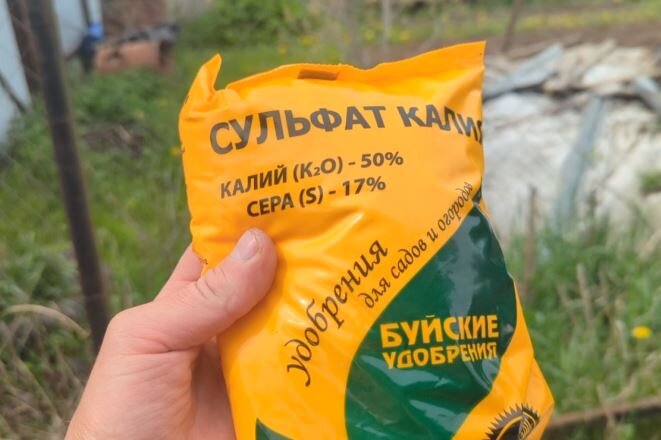 СУЛЬФАТ КАЛИЯ
КАЛИЙ (K₂O) - 50%
СЕРА (S) - 17%
удобрения
для садов и огородов
БУЙСКИЕ
УДОБРЕНИЯ